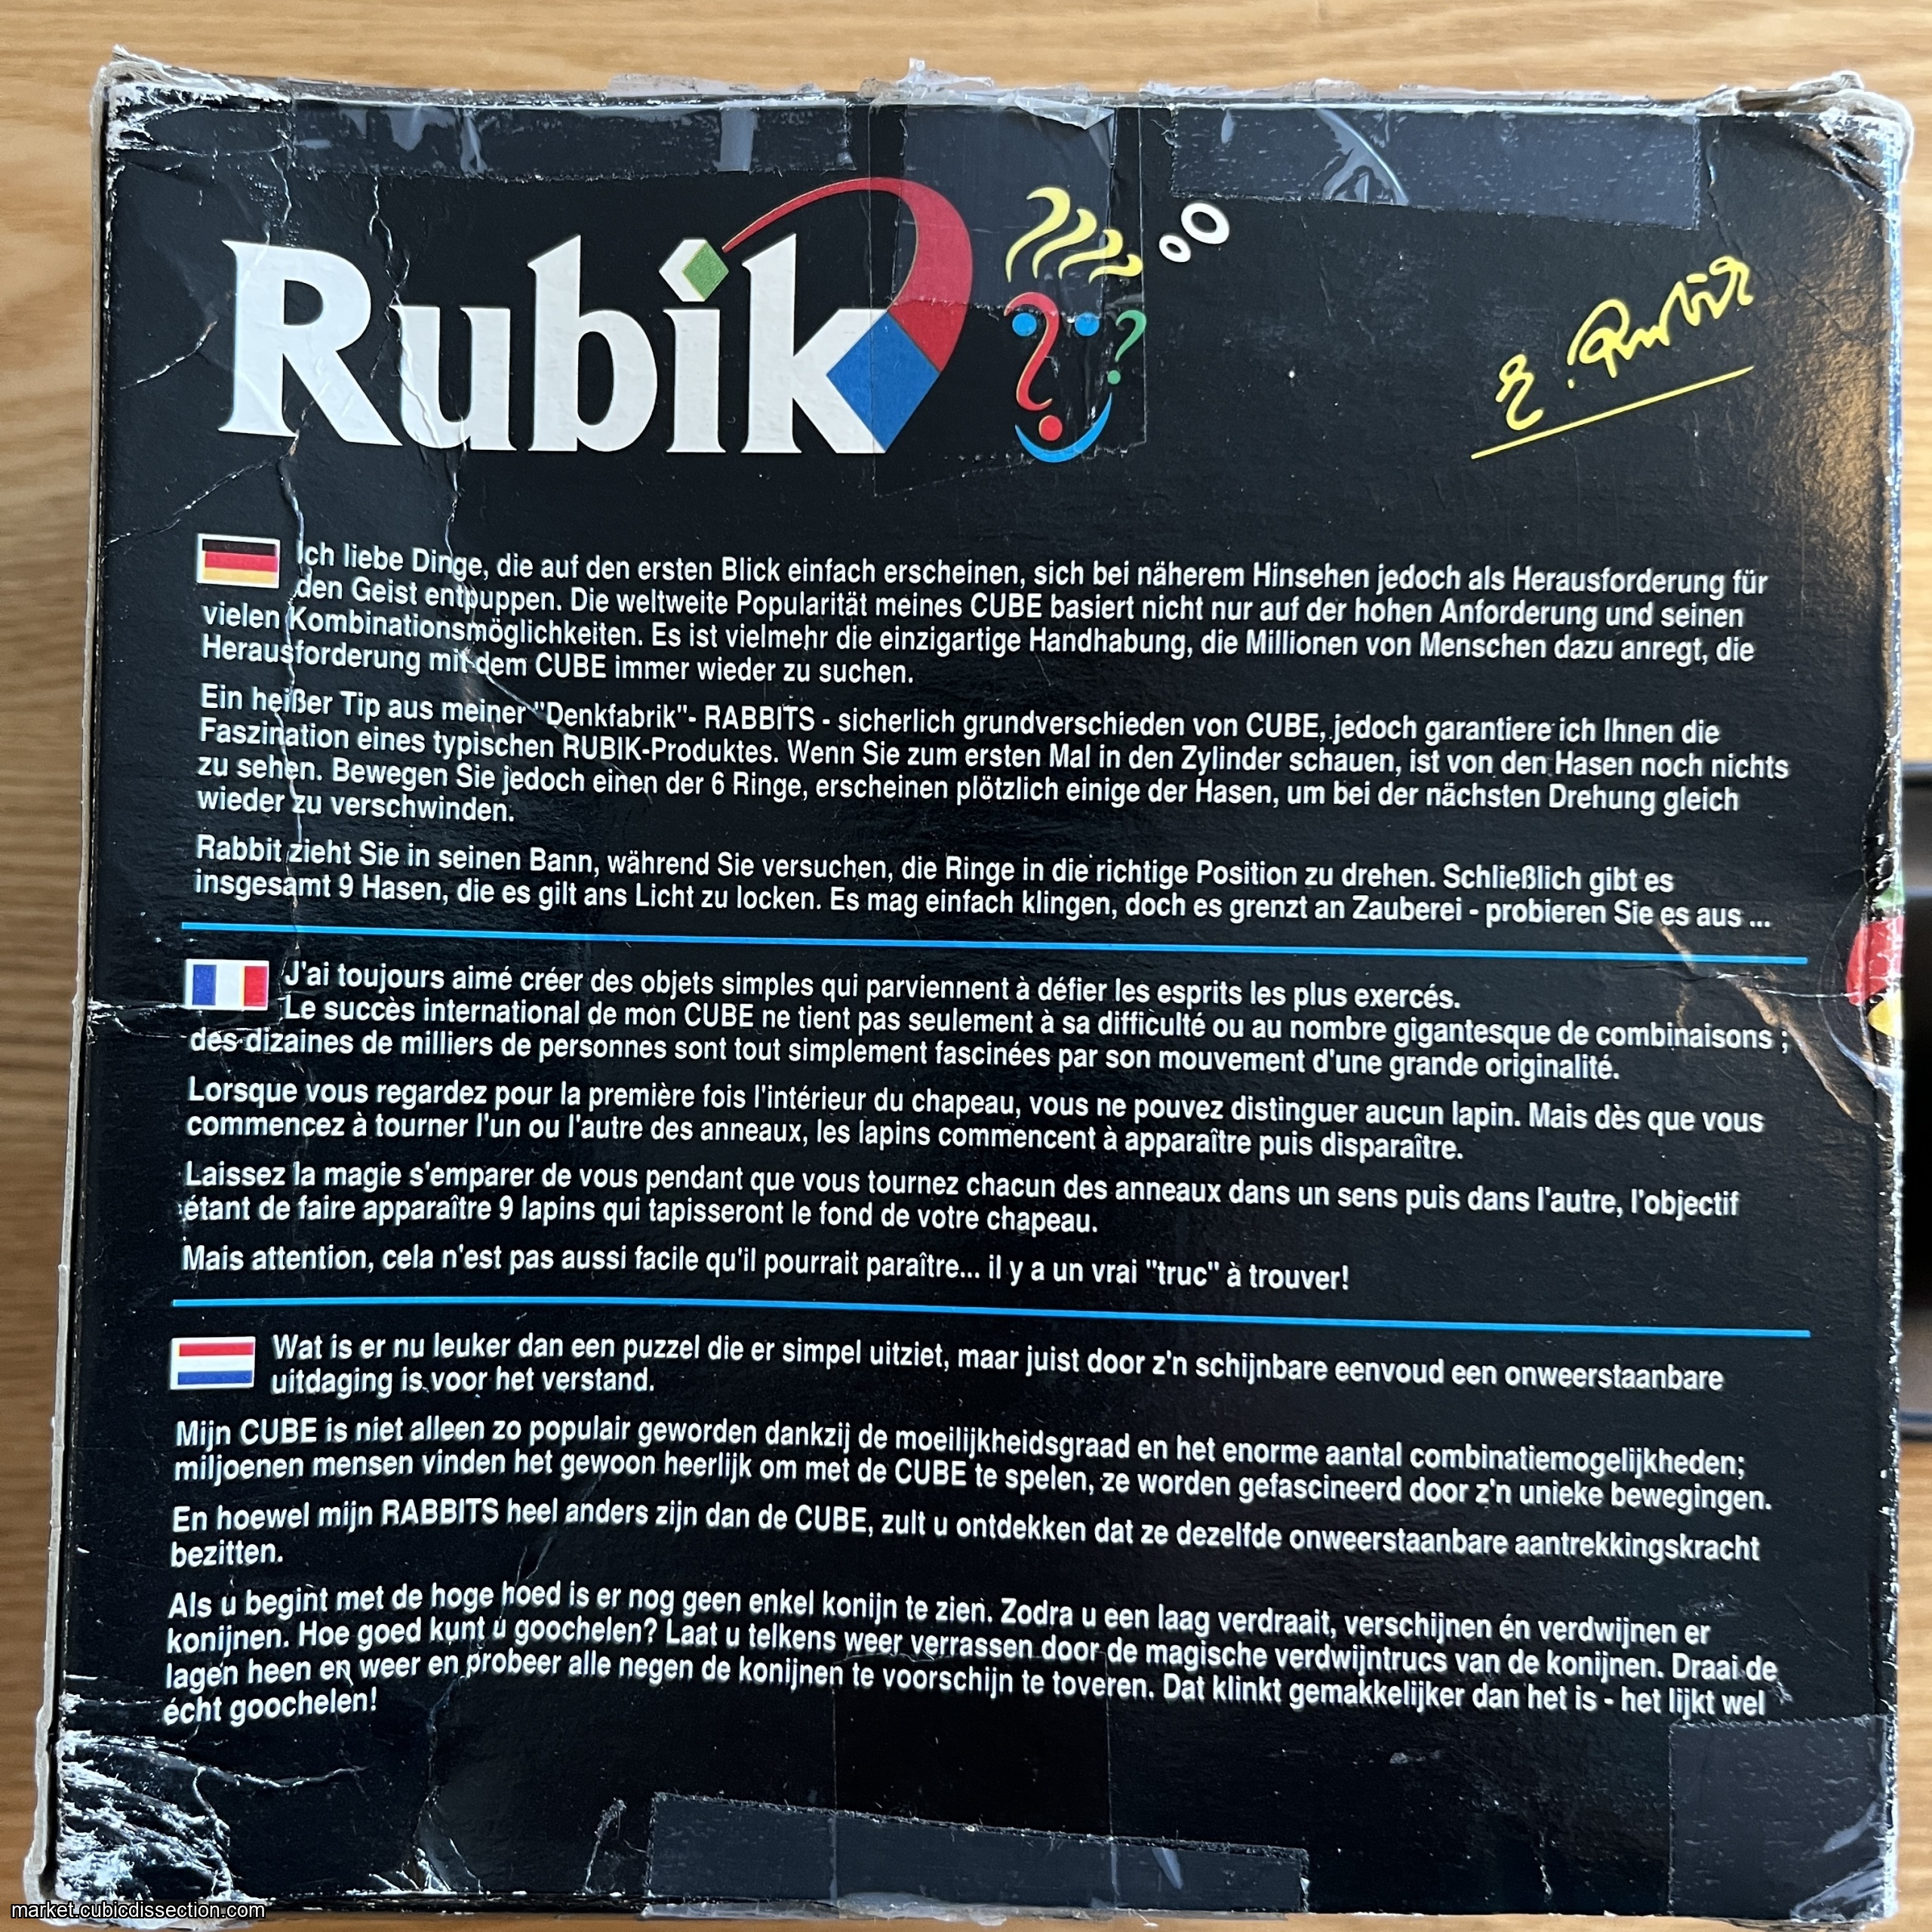 Rubik
E. Rubik
Ich liebe Dinge, die auf den ersten Blick einfach erscheinen, sich bei näherem Hinsehen jedoch als Herausforderung für
den Geist entpuppen. Die weltweite Popularität meines CUBE basiert nicht nur auf der hohen Anforderung und seinen
vielen Kombinationsmöglichkeiten. Es ist vielmehr die einzigartige Handhabung, die Millionen von Menschen dazu anregt, die
Herausforderung mit dem CUBE immer wieder zu suchen.
Ein heißer Tip aus meiner "Denkfabrik"- RABBITS - sicherlich grundverschieden von CUBE, jedoch garantiere ich Ihnen die
Faszination eines typischen RUBIK-Produktes. Wenn Sie zum ersten Mal in den Zylinder schauen, ist von den Hasen noch nichts
zu sehen. Bewegen Sie jedoch einen der 6 Ringe, erscheinen plötzlich einige der Hasen, um bei der nächsten Drehung gleich
wieder zu verschwinden.
Rabbit zieht Sie in seinen Bann, während Sie versuchen, die Ringe in die richtige Position zu drehen. Schließlich gibt es
insgesamt 9 Hasen, die es gilt ans Licht zu locken. Es mag einfach klingen, doch es grenzt an Zauberei - probieren Sie es aus ...
J'ai toujours aimé créer des objets simples qui parviennent à défier les esprits les plus exercés.
Le succès international de mon CUBE ne tient pas seulement à sa difficulté ou au nombre gigantesque de combinaisons ;
des dizaines de milliers de personnes sont tout simplement fascinées par son mouvement d'une grande originalité.
Lorsque vous regardez pour la première fois l'intérieur du chapeau, vous ne pouvez distinguer aucun lapin. Mais dès que vous
commencez à tourner l'un ou l'autre des anneaux, les lapins commencent à apparaître puis disparaître.
Laissez la magie s'emparer de vous pendant que vous tournez chacun des anneaux dans un sens puis dans l'autre, l'objectif
étant de faire apparaître 9 lapins qui tapisseront le fond de votre chapeau.
Mais attention, cela n'est pas aussi facile qu'il pourrait paraître... il y a un vrai "truc" à trouver!
Wat is er nu leuker dan een puzzel die er simpel uitziet, maar juist door z'n schijnbare eenvoud een onweerstaanbare
uitdaging is voor het verstand.
Mijn CUBE is niet alleen zo populair geworden dankzij de moeilijkheidsgraad en het enorme aantal combinatiemogelijkheden;
miljoenen mensen vinden het gewoon heerlijk om met de CUBE te spelen, ze worden gefascineerd door z'n unieke bewegingen.
En hoewel mijn RABBITS heel anders zijn dan de CUBE, zult u ontdekken dat ze dezelfde onweerstaanbare aantrekkingskracht
bezitten.
Als u begint met de hoge hoed is er nog geen enkel konijn te zien. Zodra u een laag verdraait, verschijnen én verdwijnen er
konijnen. Hoe goed kunt u goochelen? Laat u telkens weer verrassen door de magische verdwijntrucs van de konijnen. Draai de
lagen heen en weer en probeer alle negen de konijnen te voorschijn te toveren. Dat klinkt gemakkelijker dan het is - het lijkt wel
écht goochelen!
market.cubicdissection.com